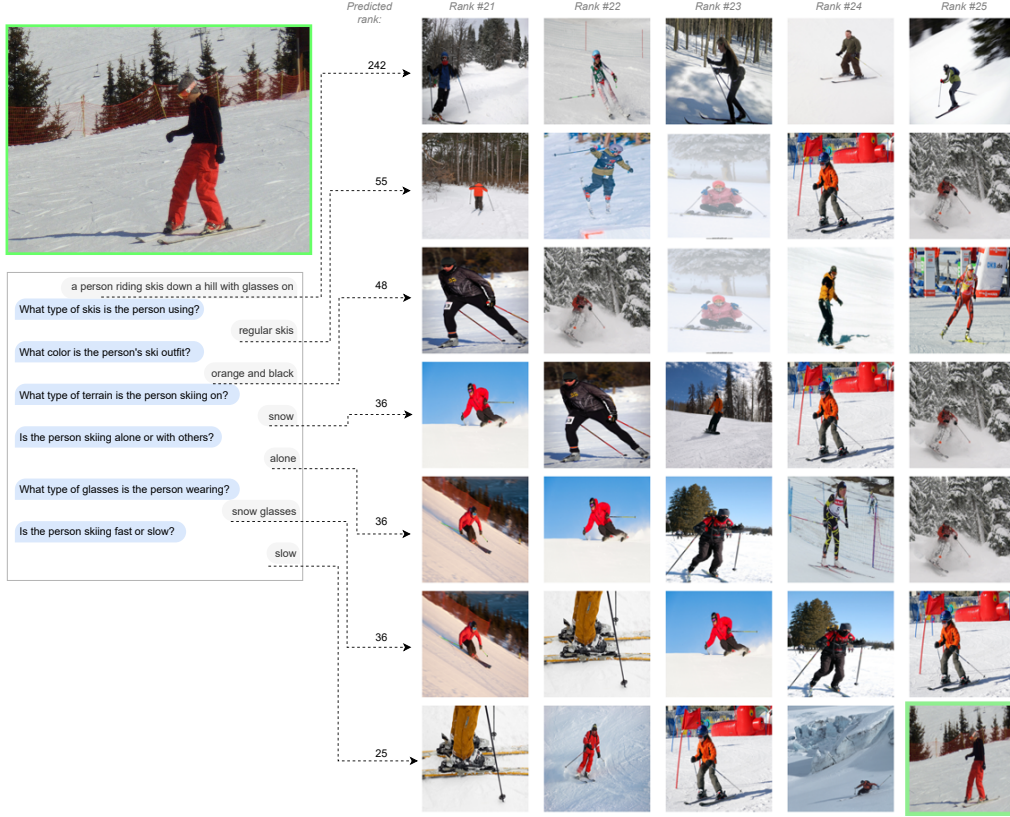 Predicted
rank:
Rank #21
Rank #22
Rank #23
Rank #24
Rank #25
242
55
48
36
36
36
25
a person riding skis down a hill with glasses on
What type of skis is the person using?
regular skis
What color is the person's ski outfit?
orange and black
What type of terrain is the person skiing on?
snow
Is the person skiing alone or with others?
alone
What type of glasses is the person wearing?
snow glasses
Is the person skiing fast or slow?
slow